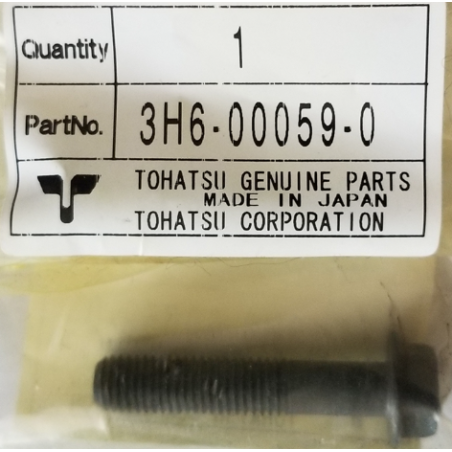 Quantity 1
PartNo. 3H6-00059-0
TOHATSU GENUINE PARTS
MADE IN JAPAN
TOHATSU CORPORATION